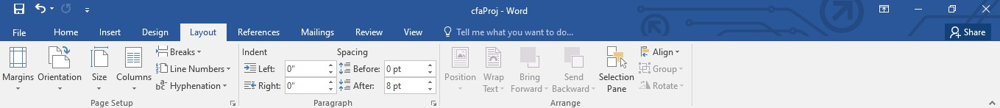 cfaProj - Word
File Home Insert Design Layout References Mailings Review View Tell me what you want to do... Share
Breaks Indent Spacing Align
Line Numbers Left: 0" Before: 0 pt Group
Margins Orientation Size Columns Position Wrap Text Bring Forward Send Backward Selection Pane
Hyphenation Right: 0" After: 8 pt Rotate
Page Setup Paragraph Arrange